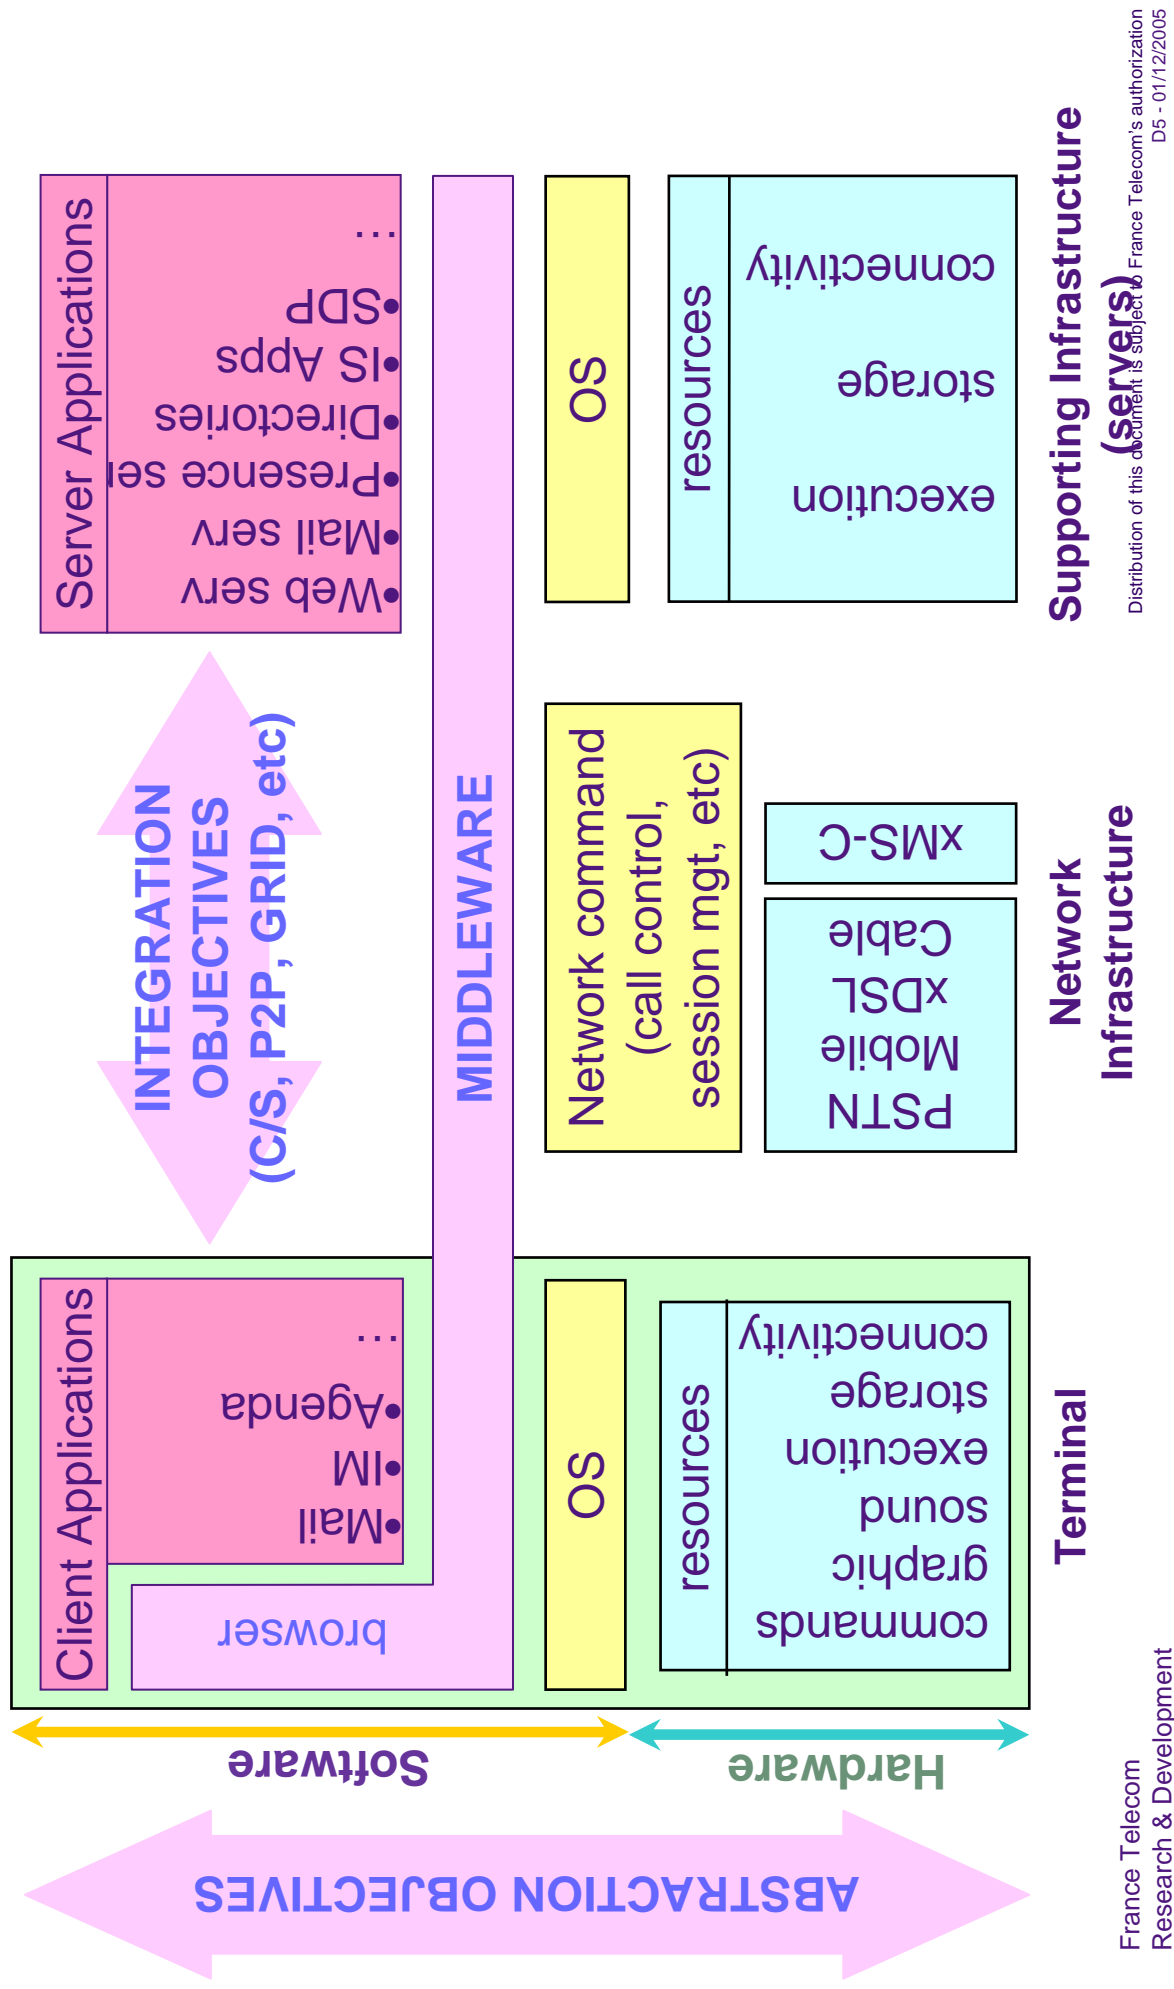 ABSTRACTION OBJECTIVES
Software
Hardware
Client Applications
browser
•Mail
•IM
•Agenda
…
INTEGRATION
OBJECTIVES
(C/S, P2P, GRID, etc)
Server Applications
•Web serv
•Mail serv
•Presence ser
•Directories
•IS Apps
•SDP
…
MIDDLEWARE
OS
Network command
(call control,
session mgt, etc)
OS
resources
commands
graphic
sound
execution
storage
connectivity
PSTN
Mobile
xDSL
Cable
xMS-C
resources
execution
storage
connectivity
Terminal
Network
Infrastructure
Supporting Infrastructure
(servers)
France Telecom
Research & Development
Distribution of this document is subject to France Telecom's authorization
D5 - 01/12/2005